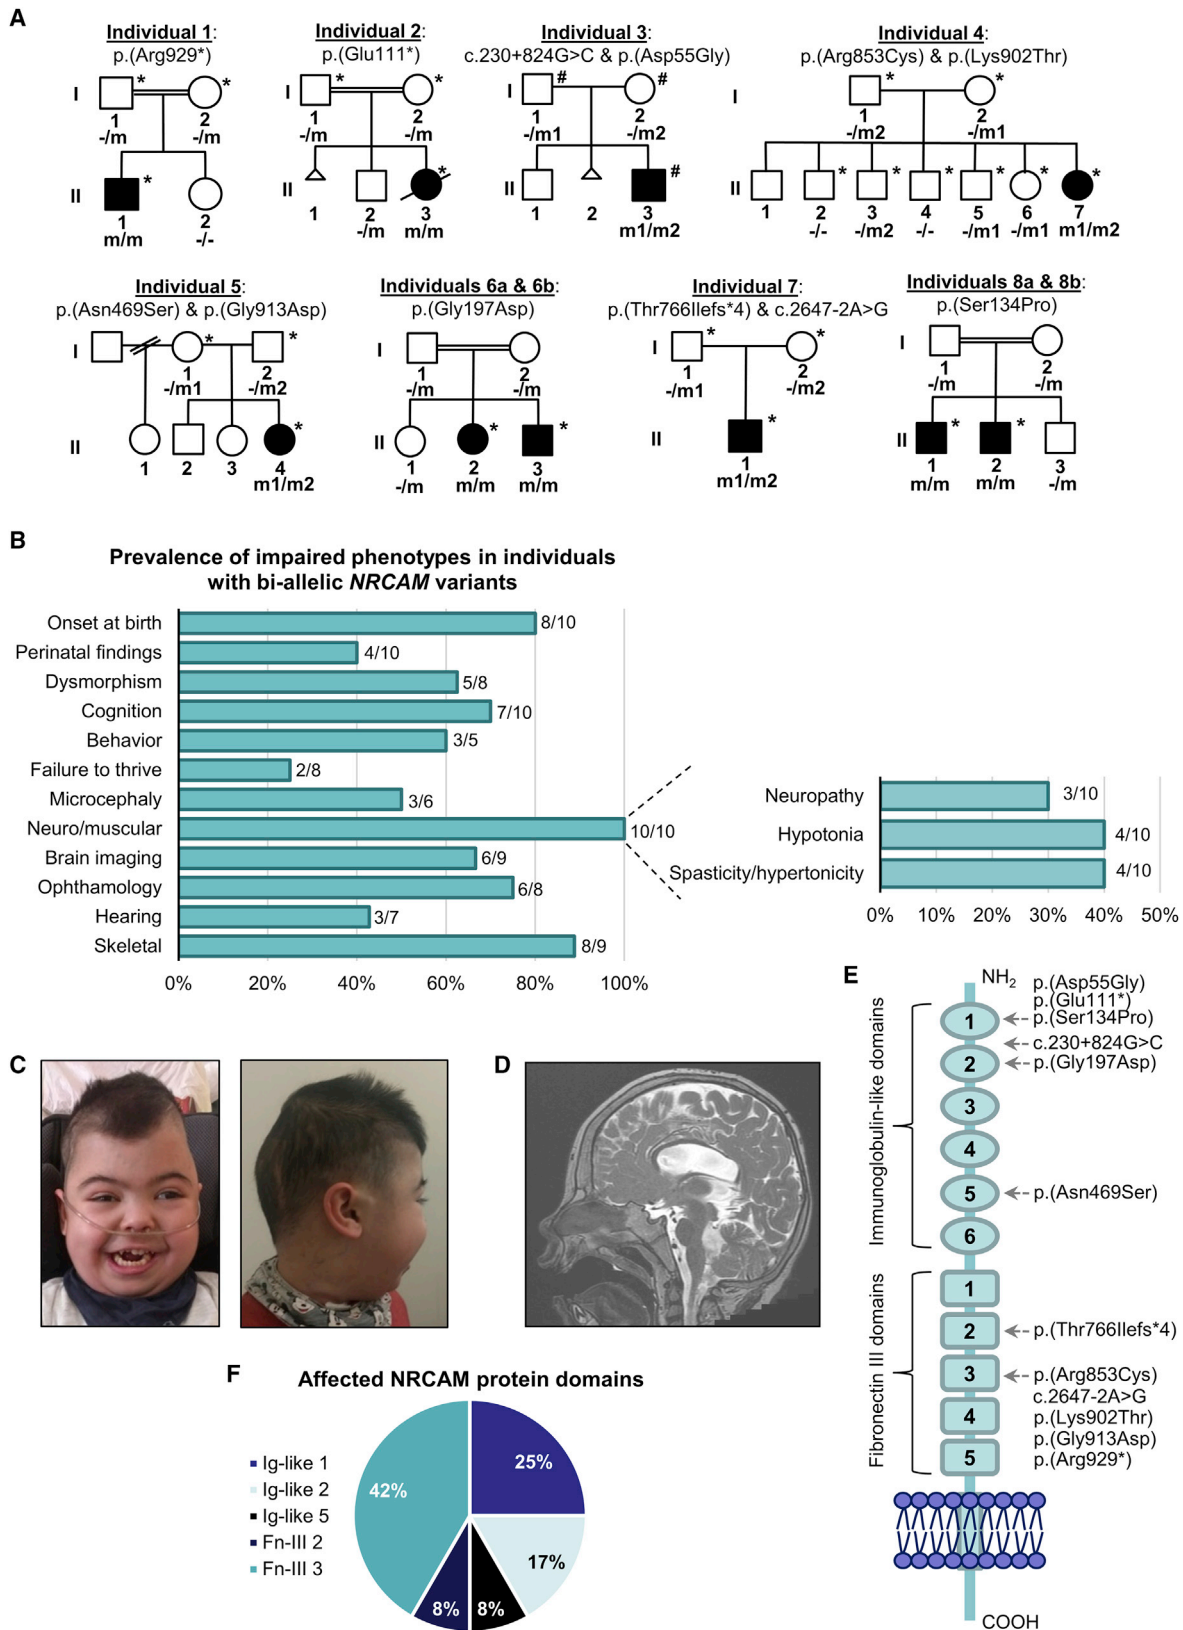 A
Individual 1:
p.(Arg929*)
I
*
*
1
-/m
2
-/m
II
*
1
m/m
2
-/-
Individual 2:
p.(Glu111*)
I
*
*
1
-/m
2
-/m
II
*
1
2
-/m
3
m/m
Individual 3:
c.230+824G>C & p.(Asp55Gly)
I
#
#
1
-/m1
2
-/m2
II
#
1
2
3
m1/m2
Individual 4:
p.(Arg853Cys) & p.(Lys902Thr)
I
*
*
1
-/m2
2
-/m1
II
*
*
*
*
*
*
1
2
-/-
3
-/m2
4
-/-
5
-/m1
6
-/m1
7
m1/m2
Individual 5:
p.(Asn469Ser) & p.(Gly913Asp)
I
*
*
1
-/m1
2
-/m2
II
*
1
2
3
4
m1/m2
Individuals 6a & 6b:
p.(Gly197Asp)
I
1
-/m
2
-/m
II
*
*
1
-/m
2
m/m
3
m/m
Individual 7:
p.(Thr766Ilefs*4) & c.2647-2A>G
I
*
*
1
-/m1
2
-/m2
II
*
1
m1/m2
Individuals 8a & 8b:
p.(Ser134Pro)
I
1
-/m
2
-/m
II
*
*
1
m/m
2
m/m
3
-/m
B
Prevalence of impaired phenotypes in individuals
with bi-allelic NRCAM variants
Onset at birth 8/10
Perinatal findings 4/10
Dysmorphism 5/8
Cognition 7/10
Behavior 3/5
Failure to thrive 2/8
Microcephaly 3/6
Neuro/muscular 10/10
Brain imaging 6/9
Ophthamology 6/8
Hearing 3/7
Skeletal 8/9
0% 20% 40% 60% 80% 100%
Neuropathy 3/10
Hypotonia 4/10
Spasticity/hypertonicity 4/10
0% 10% 20% 30% 40% 50%
C
D
E
NH2
p.(Asp55Gly)
p.(Glu111*)
p.(Ser134Pro)
c.230+824G>C
p.(Gly197Asp)
p.(Asn469Ser)
Immunoglobulin-like domains
1
2
3
4
5
6
Fibronectin III domains
1
2
3
4
5
p.(Thr766Ilefs*4)
p.(Arg853Cys)
c.2647-2A>G
p.(Lys902Thr)
p.(Gly913Asp)
p.(Arg929*)
COOH
F
Affected NRCAM protein domains
Ig-like 1
Ig-like 2
Ig-like 5
Fn-III 2
Fn-III 3
25%
17%
8%
8%
42%